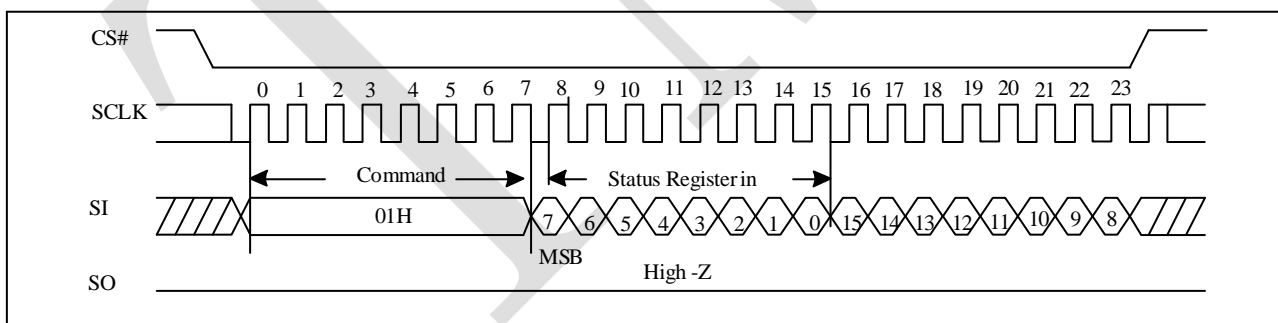 CS#
0 1 2 3 4 5 6 7 8 9 10 11 12 13 14 15 16 17 18 19 20 21 22 23
SCLK
Command Status Register in
SI 01H 7 6 5 4 3 2 1 0 15 14 13 12 11 10 9 8
MSB
SO High -Z